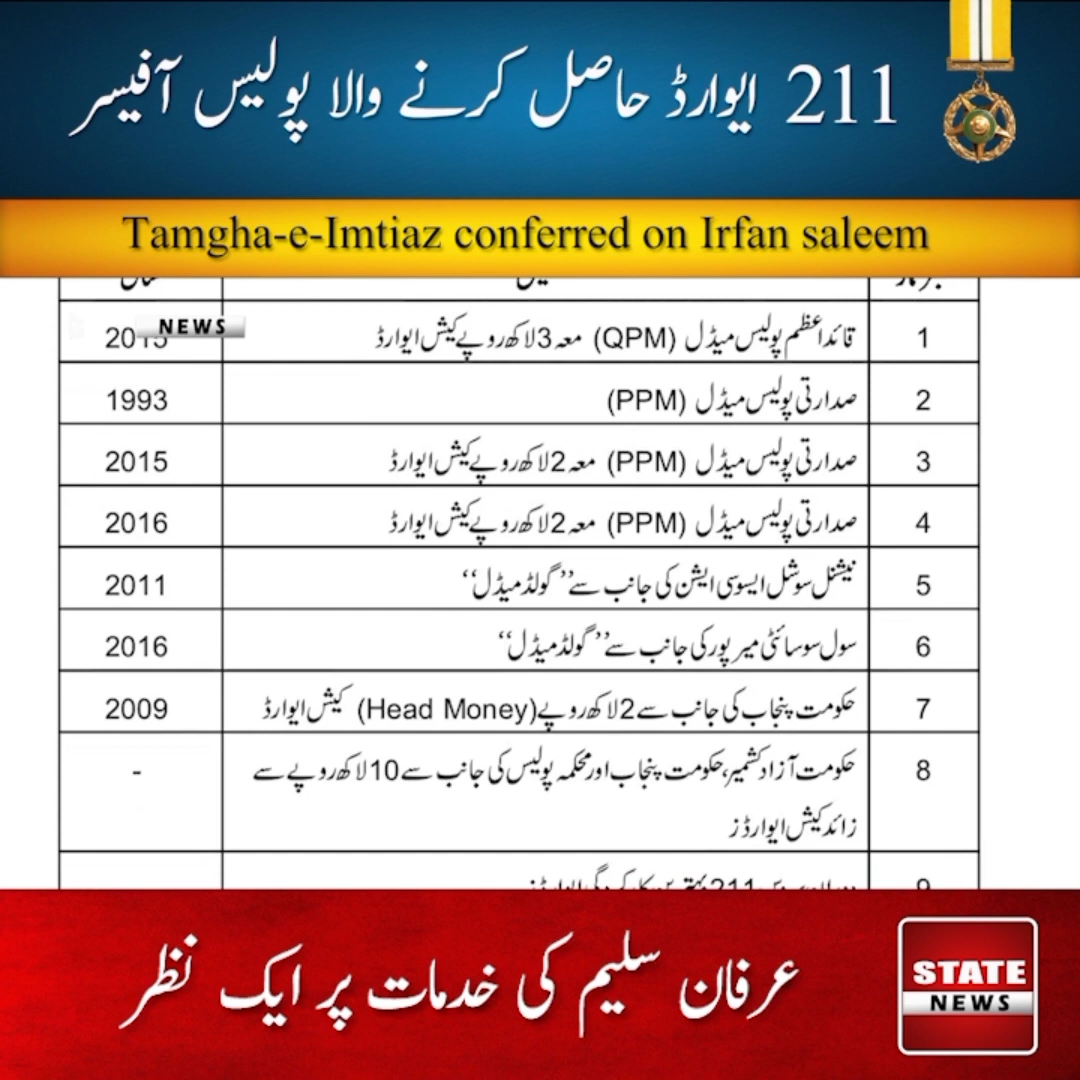 211 ایوارڈ حاصل کرنے والا پولیس آفیسر
Tamgha-e-Imtiaz conferred on Irfan saleem
1 قائداعظم پولیس میڈل (QPM) معہ 3 لاکھ روپے کیش ایوارڈ
NEWS
2 صدارتی پولیس میڈل (PPM) 1993
3 صدارتی پولیس میڈل (PPM) معہ 2 لاکھ روپے کیش ایوارڈ 2015
4 صدارتی پولیس میڈل (PPM) معہ 2 لاکھ روپے کیش ایوارڈ 2016
5 نیشنل سوشل ایسوسی ایشن کی جانب سے ’’گولڈ میڈل‘‘ 2011
6 سول سوسائٹی میرپور کی جانب سے ’’گولڈ میڈل‘‘ 2016
7 حکومت پنجاب کی جانب سے 2 لاکھ روپے (Head Money) کیش ایوارڈ 2009
8 حکومت آزاد کشمیر، حکومت پنجاب اور محکمہ پولیس کی جانب سے 10 لاکھ روپے سے -
زائد کیش ایوارڈز
عرفان سلیم کی خدمات پر ایک نظر
STATE
NEWS